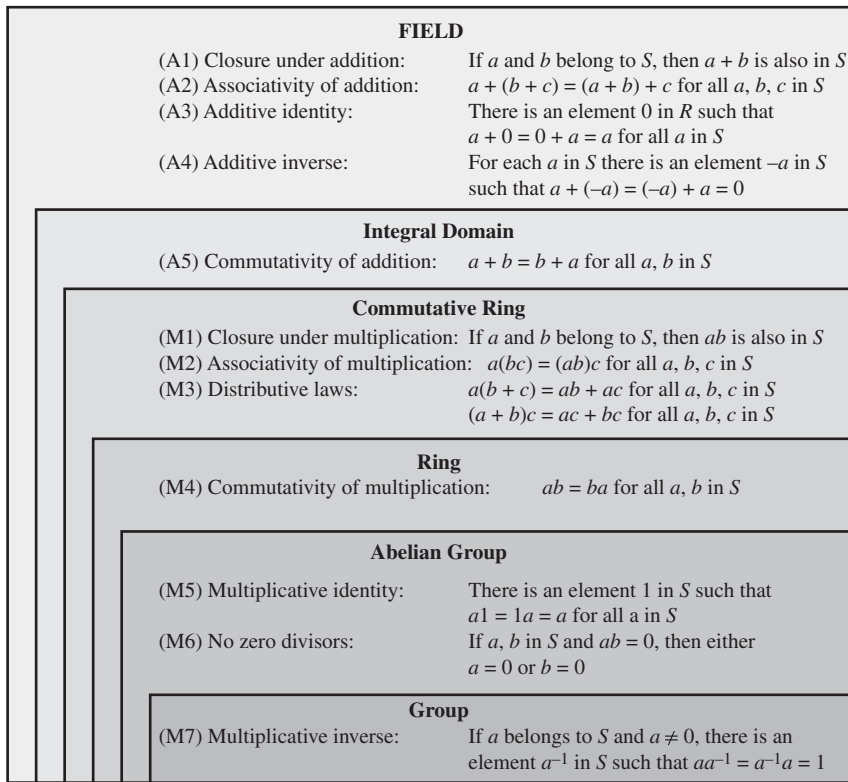 FIELD
(A1) Closure under addition: If a and b belong to S, then a + b is also in S
(A2) Associativity of addition: a + (b + c) = (a + b) + c for all a, b, c in S
(A3) Additive identity: There is an element 0 in R such that
a + 0 = 0 + a = a for all a in S
(A4) Additive inverse: For each a in S there is an element –a in S
such that a + (–a) = (–a) + a = 0
Integral Domain
(A5) Commutativity of addition: a + b = b + a for all a, b in S
Commutative Ring
(M1) Closure under multiplication: If a and b belong to S, then ab is also in S
(M2) Associativity of multiplication: a(bc) = (ab)c for all a, b, c in S
(M3) Distributive laws: a(b + c) = ab + ac for all a, b, c in S
(a + b)c = ac + bc for all a, b, c in S
Ring
(M4) Commutativity of multiplication: ab = ba for all a, b in S
Abelian Group
(M5) Multiplicative identity: There is an element 1 in S such that
a1 = 1a = a for all a in S
(M6) No zero divisors: If a, b in S and ab = 0, then either
a = 0 or b = 0
Group
(M7) Multiplicative inverse: If a belongs to S and a ≠ 0, there is an
element a⁻¹ in S such that aa⁻¹ = a⁻¹a = 1